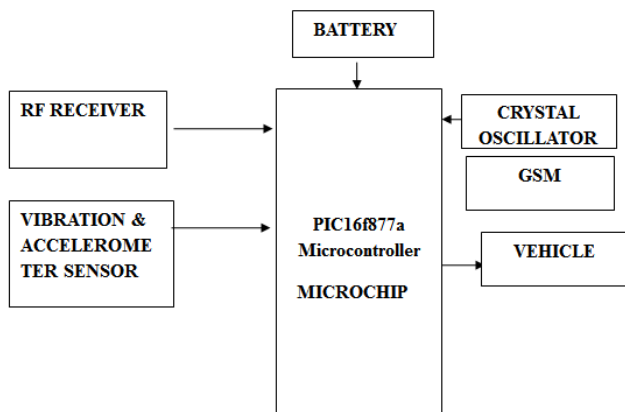 BATTERY
RF RECEIVER
CRYSTAL
OSCILLATOR
GSM
VIBRATION &
ACCELEROME
TER SENSOR
PIC16f877a
Microcontroller
MICROCHIP
VEHICLE